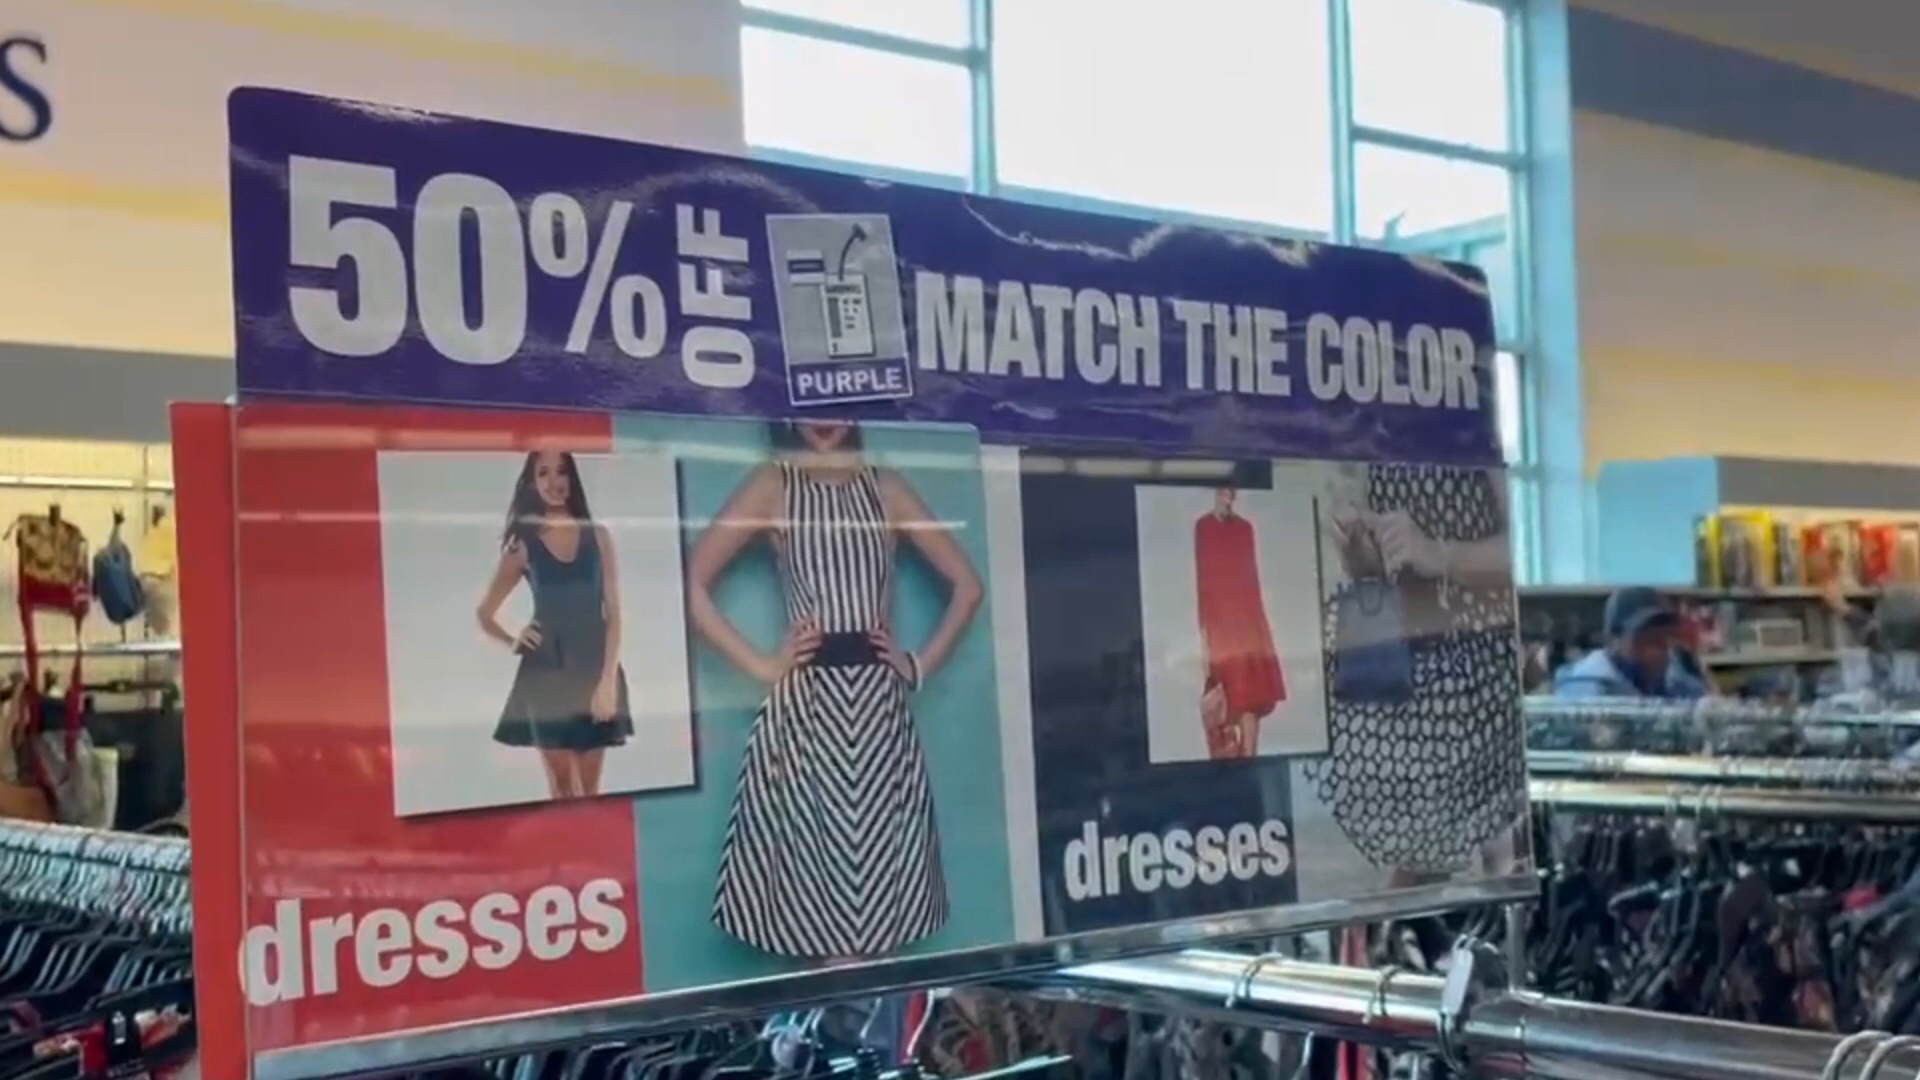 S
50% OFF
PURPLE
MATCH THE COLOR
dresses
dresses